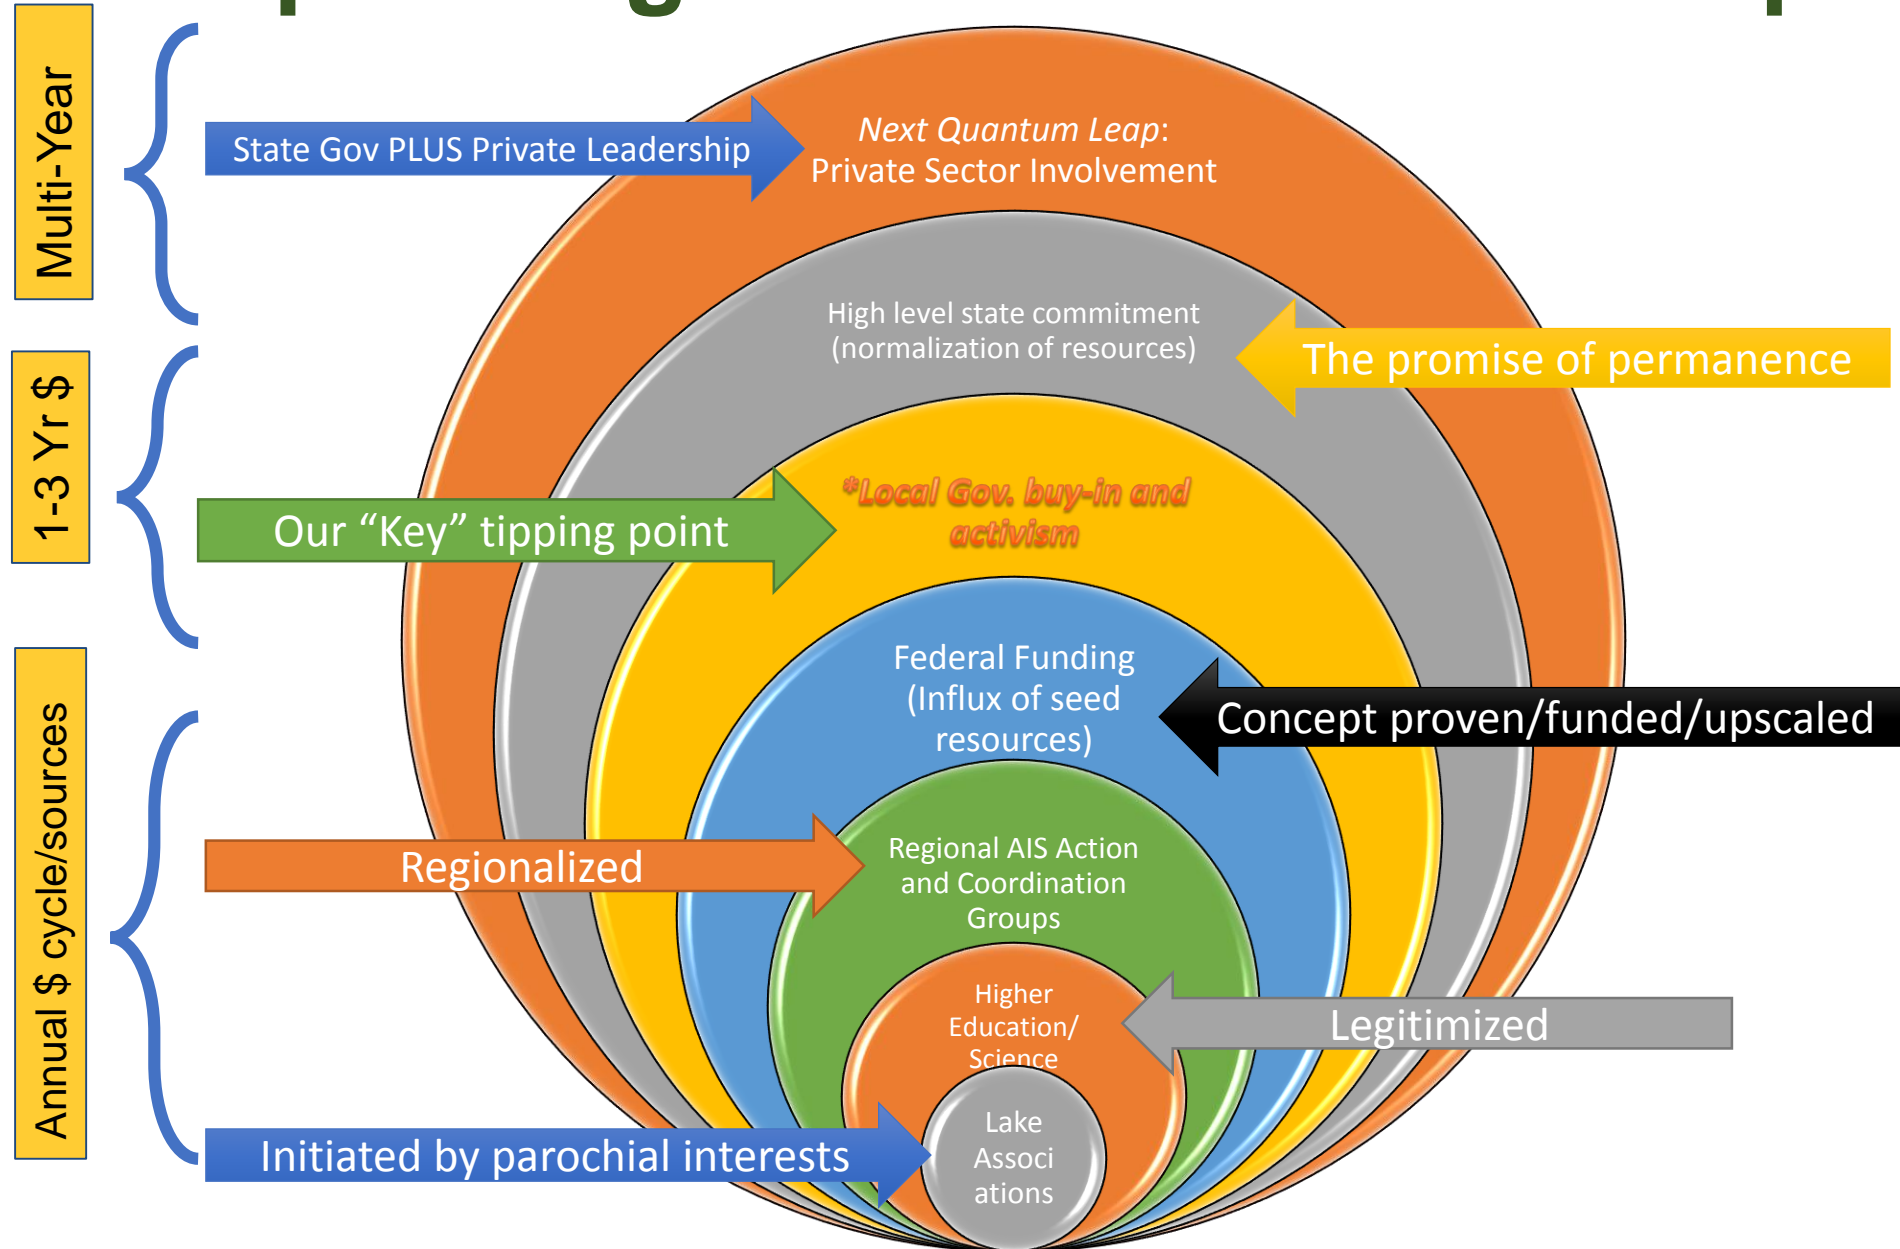 Multi-Year
State Gov PLUS Private Leadership
Next Quantum Leap:
Private Sector Involvement
High level state commitment
(normalization of resources)
The promise of permanence
1-3 Yr $
Our “Key” tipping point
*Local Gov. buy-in and
activism
Federal Funding
(Influx of seed
resources)
Concept proven/funded/upscaled
Annual $ cycle/sources
Regionalized
Regional AIS Action
and Coordination
Groups
Higher
Education/
Science
Legitimized
Initiated by parochial interests
Lake
Associ
ations